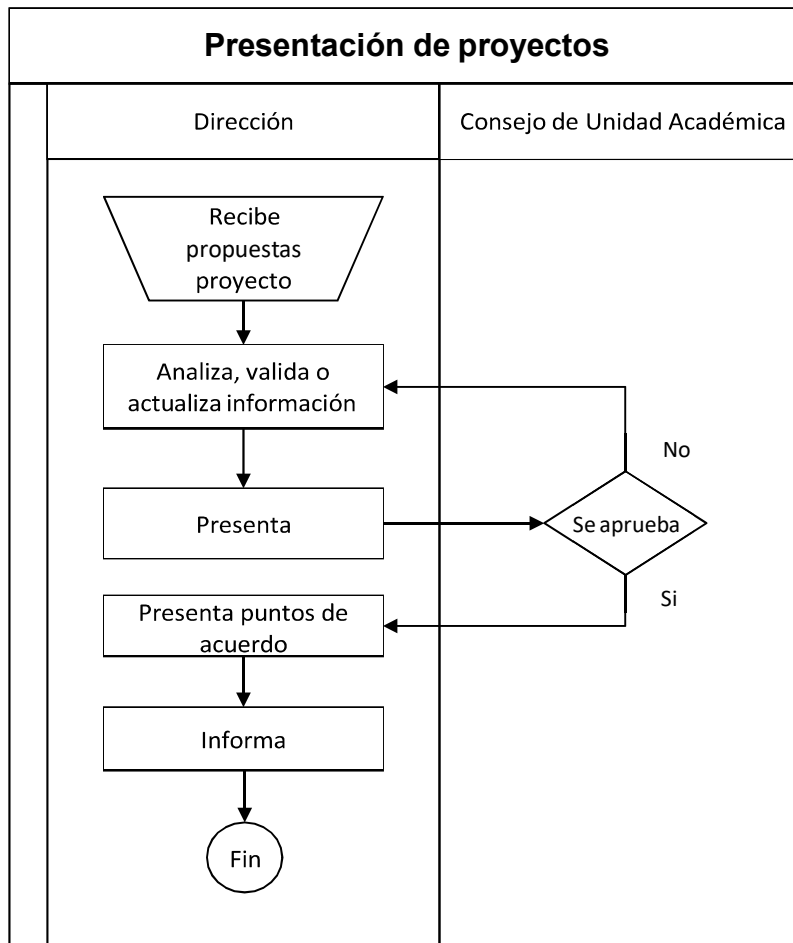 Presentación de proyectos
Dirección
Consejo de Unidad Académica
Recibe
propuestas
proyecto
Analiza, valida o
actualiza información
No
Presenta
Se aprueba
Si
Presenta puntos de
acuerdo
Informa
Fin